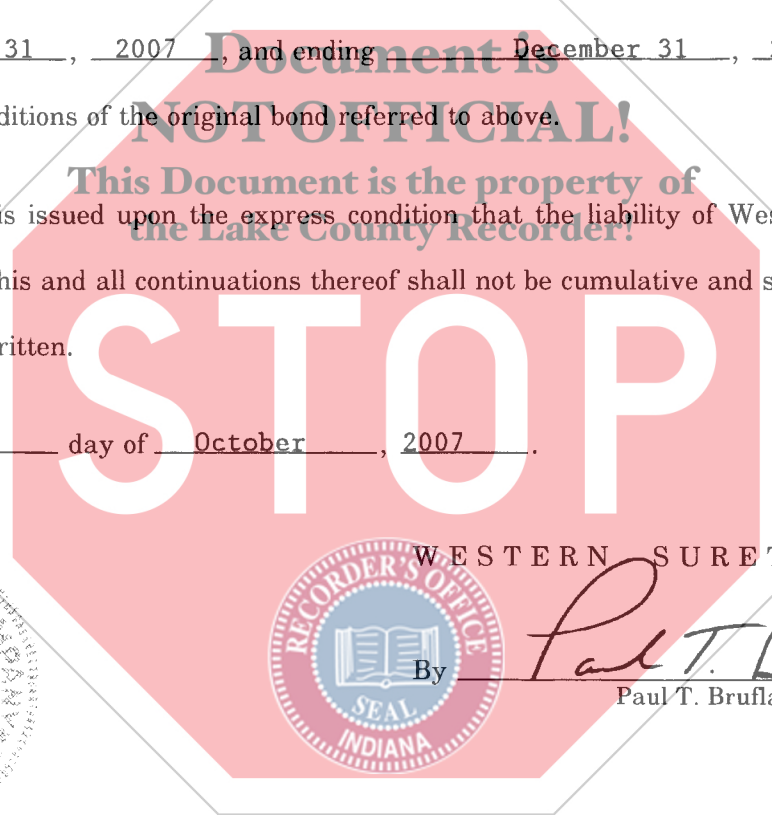 31, 2007, and ending December 31,
Document is
ditions of the original bond referred to above.
NOT OFFICIAL!
This Document is the property of
is issued upon the express condition that the liability of Wes
the Lake County Recorder!
his and all continuations thereof shall not be cumulative and s
STOP
ritten.
day of October, 2007.
WESTERN SURET
RECORDER'S OFFICE
SEAL
INDIANA
By Paul T.
Paul T. Brufla